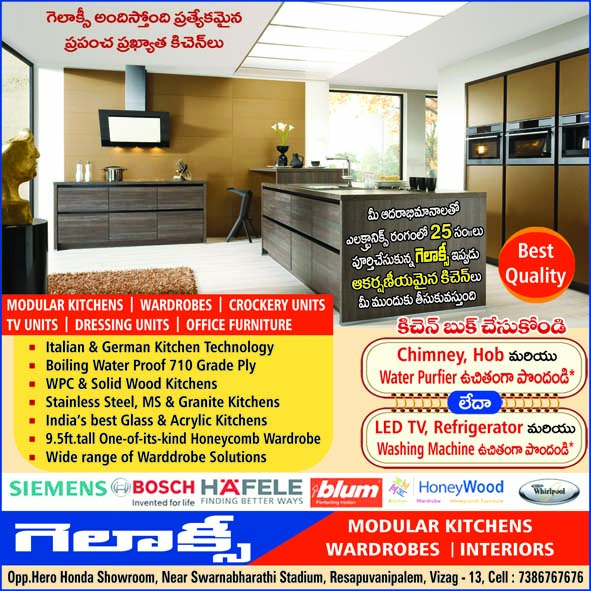 గెలాక్సీ అందిస్తోంది ప్రత్యేకమైన
ప్రపంచ ప్రఖ్యాత కిచెన్‌లు
మీ ఆదరాభిమానాలతో
ఎలక్ట్రానిక్స్ రంగంలో 25 సం॥లు
పూర్తిచేసుకున్న గెలాక్సీ ఇప్పుడు
ఆకర్షణీయమైన కిచెన్‌లు
మీ ముందుకు తీసుకువస్తుంది
Best
Quality
MODULAR KITCHENS | WARDROBES | CROCKERY UNITS
TV UNITS | DRESSING UNITS | OFFICE FURNITURE
Italian & German Kitchen Technology
Boiling Water Proof 710 Grade Ply
WPC & Solid Wood Kitchens
Stainless Steel, MS & Granite Kitchens
India's best Glass & Acrylic Kitchens
9.5ft.tall One-of-its-kind Honeycomb Wardrobe
Wide range of Warddrobe Solutions
కిచెన్ బుక్ చేసుకోండి
Chimney, Hob మరియు
Water Purfier ఉచితంగా పొందండి*
లేదా
LED TV, Refrigerator మరియు
Washing Machine ఉచితంగా పొందండి*
SIEMENS BOSCH HÄFELE blum HoneyWood Whirlpool
Invented for life FINDING BETTER WAYS Perfecting motion
గెలాక్సీ
MODULAR KITCHENS
WARDROBES | INTERIORS
Opp.Hero Honda Showroom, Near Swarnabharathi Stadium, Resapuvanipalem, Vizag - 13, Cell : 7386767676